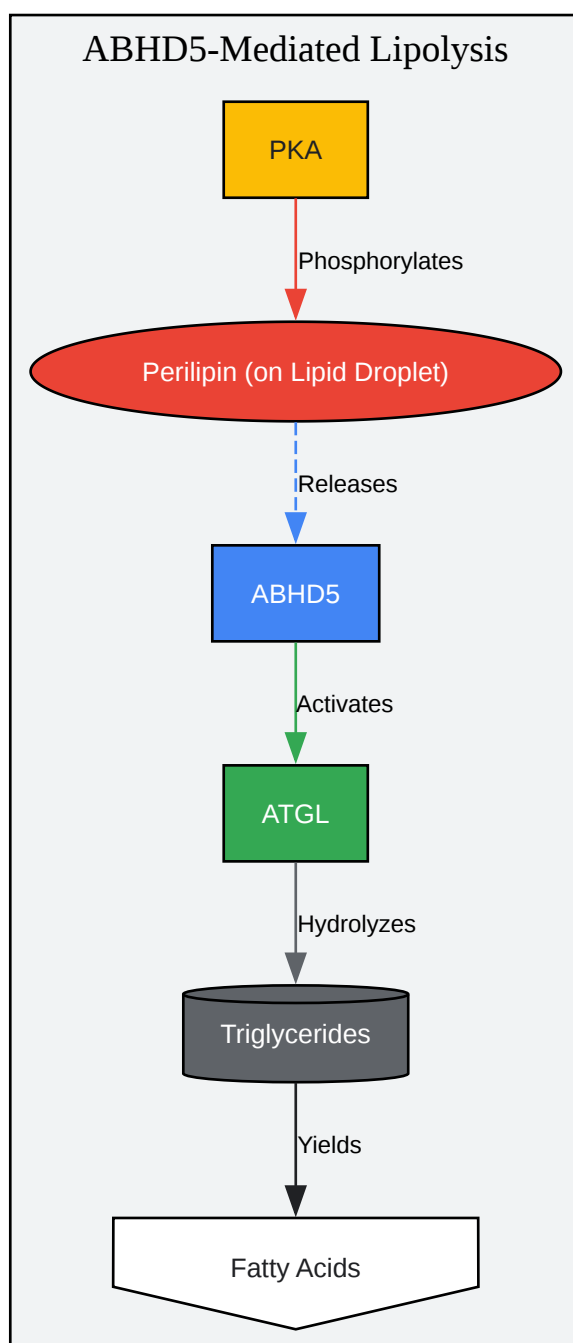 ABHD5-Mediated Lipolysis
PKA
Phosphorylates
Perilipin (on Lipid Droplet)
Releases
ABHD5
Activates
ATGL
Hydrolyzes
Triglycerides
Yields
Fatty Acids